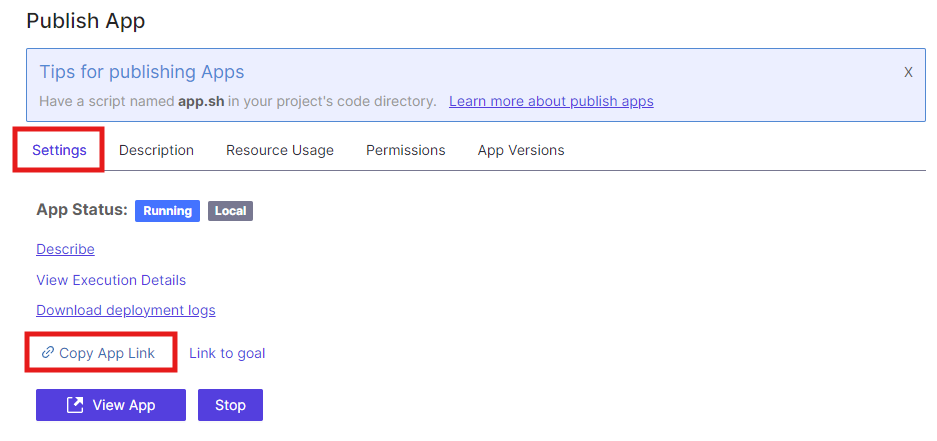 Publish App
Tips for publishing Apps X
Have a script named app.sh in your project's code directory. Learn more about publish apps
Settings Description Resource Usage Permissions App Versions
App Status: Running Local
Describe
View Execution Details
Download deployment logs
Copy App Link Link to goal
View App Stop